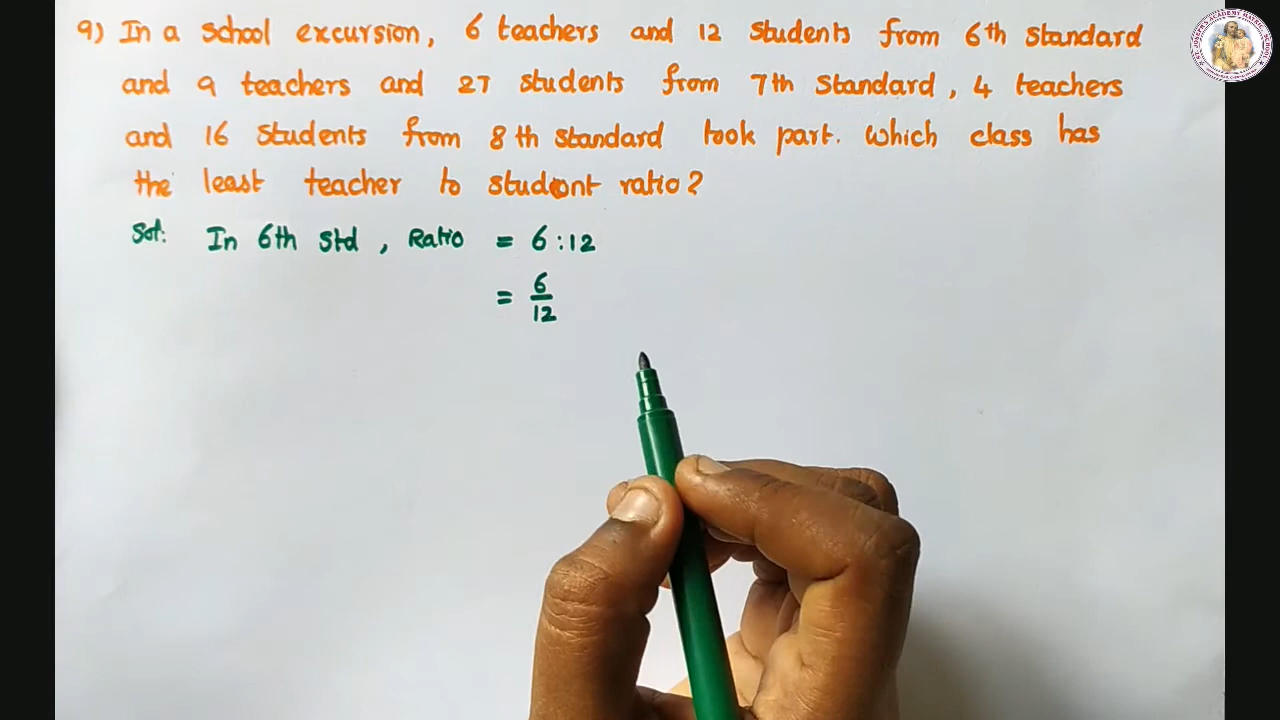 9) In a school excursion, 6 teachers and 12 students from 6th standard
and 9 teachers and 27 students from 7th standard, 4 teachers
and 16 students from 8th standard took part. Which class has
the least teacher to student ratio?
Sol: In 6th Std, Ratio = 6:12
= 6/12